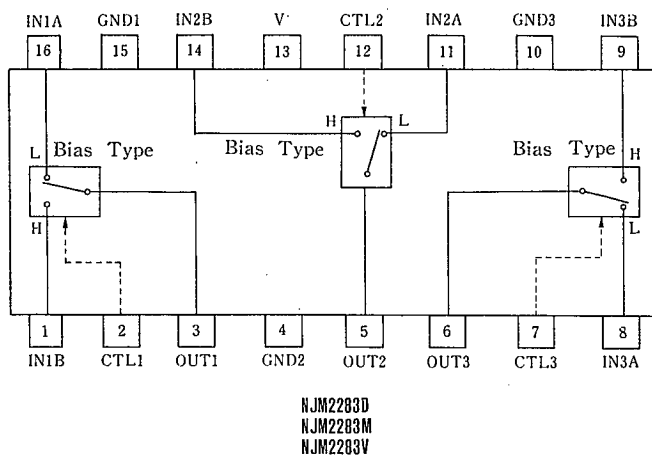 IN1A GND1 IN2B V CTL2 IN2A GND3 IN3B
16 15 14 13 12 11 10 9
H L
L Bias Type Bias Type Bias Type H
H L
1 2 3 4 5 6 7 8
IN1B CTL1 OUT1 GND2 OUT2 OUT3 CTL3 IN3A
NJM2283D
NJM2283M
NJM2283V